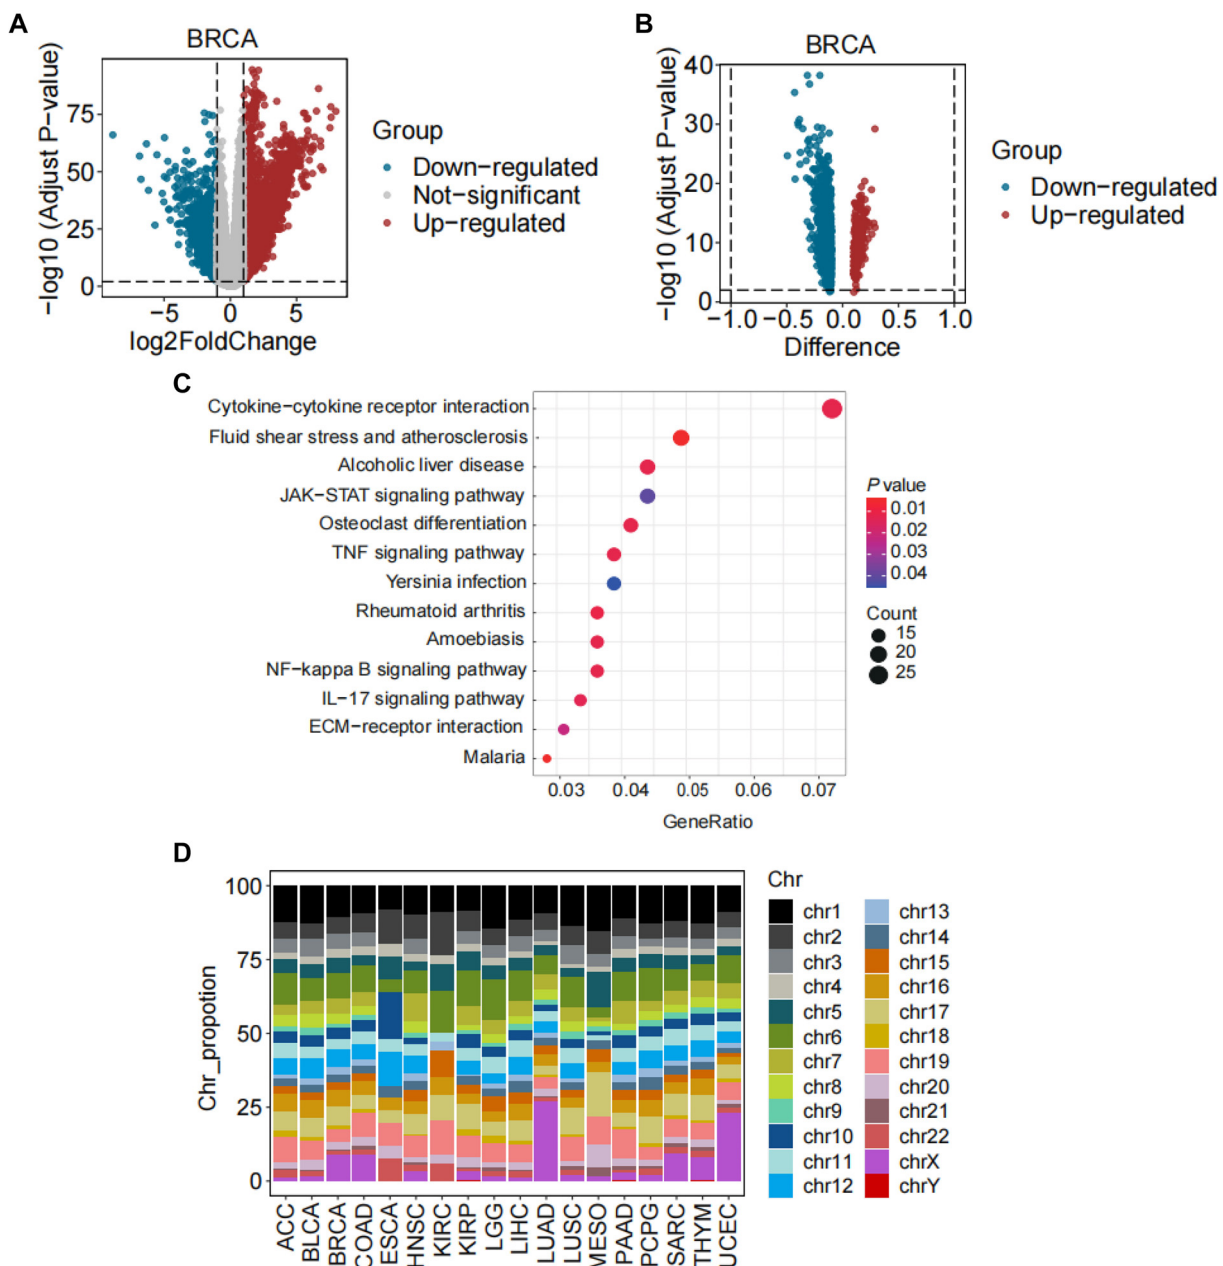 A
BRCA
−log10 (Adjust P−value)
75
50
25
0
−5
0
5
log2FoldChange
Group
Down−regulated
Not−significant
Up−regulated
B
BRCA
−log10 (Adjust P−value)
40
30
20
10
0
−1.0
−0.5
0.0
0.5
1.0
Difference
Group
Down−regulated
Up−regulated
C
Cytokine−cytokine receptor interaction
Fluid shear stress and atherosclerosis
Alcoholic liver disease
JAK−STAT signaling pathway
Osteoclast differentiation
TNF signaling pathway
Yersinia infection
Rheumatoid arthritis
Amoebiasis
NF−kappa B signaling pathway
IL−17 signaling pathway
ECM−receptor interaction
Malaria
0.03
0.04
0.05
0.06
0.07
GeneRatio
P value
0.01
0.02
0.03
0.04
Count
15
20
25
D
Chr_propotion
100
75
50
25
0
ACC
BLCA
BRCA
COAD
ESCA
HNSC
KIRC
KIRP
LGG
LIHC
LUAD
LUSC
MESO
PAAD
PCPG
SARC
THYM
UCEC
Chr
chr1
chr2
chr3
chr4
chr5
chr6
chr7
chr8
chr9
chr10
chr11
chr12
chr13
chr14
chr15
chr16
chr17
chr18
chr19
chr20
chr21
chr22
chrX
chrY